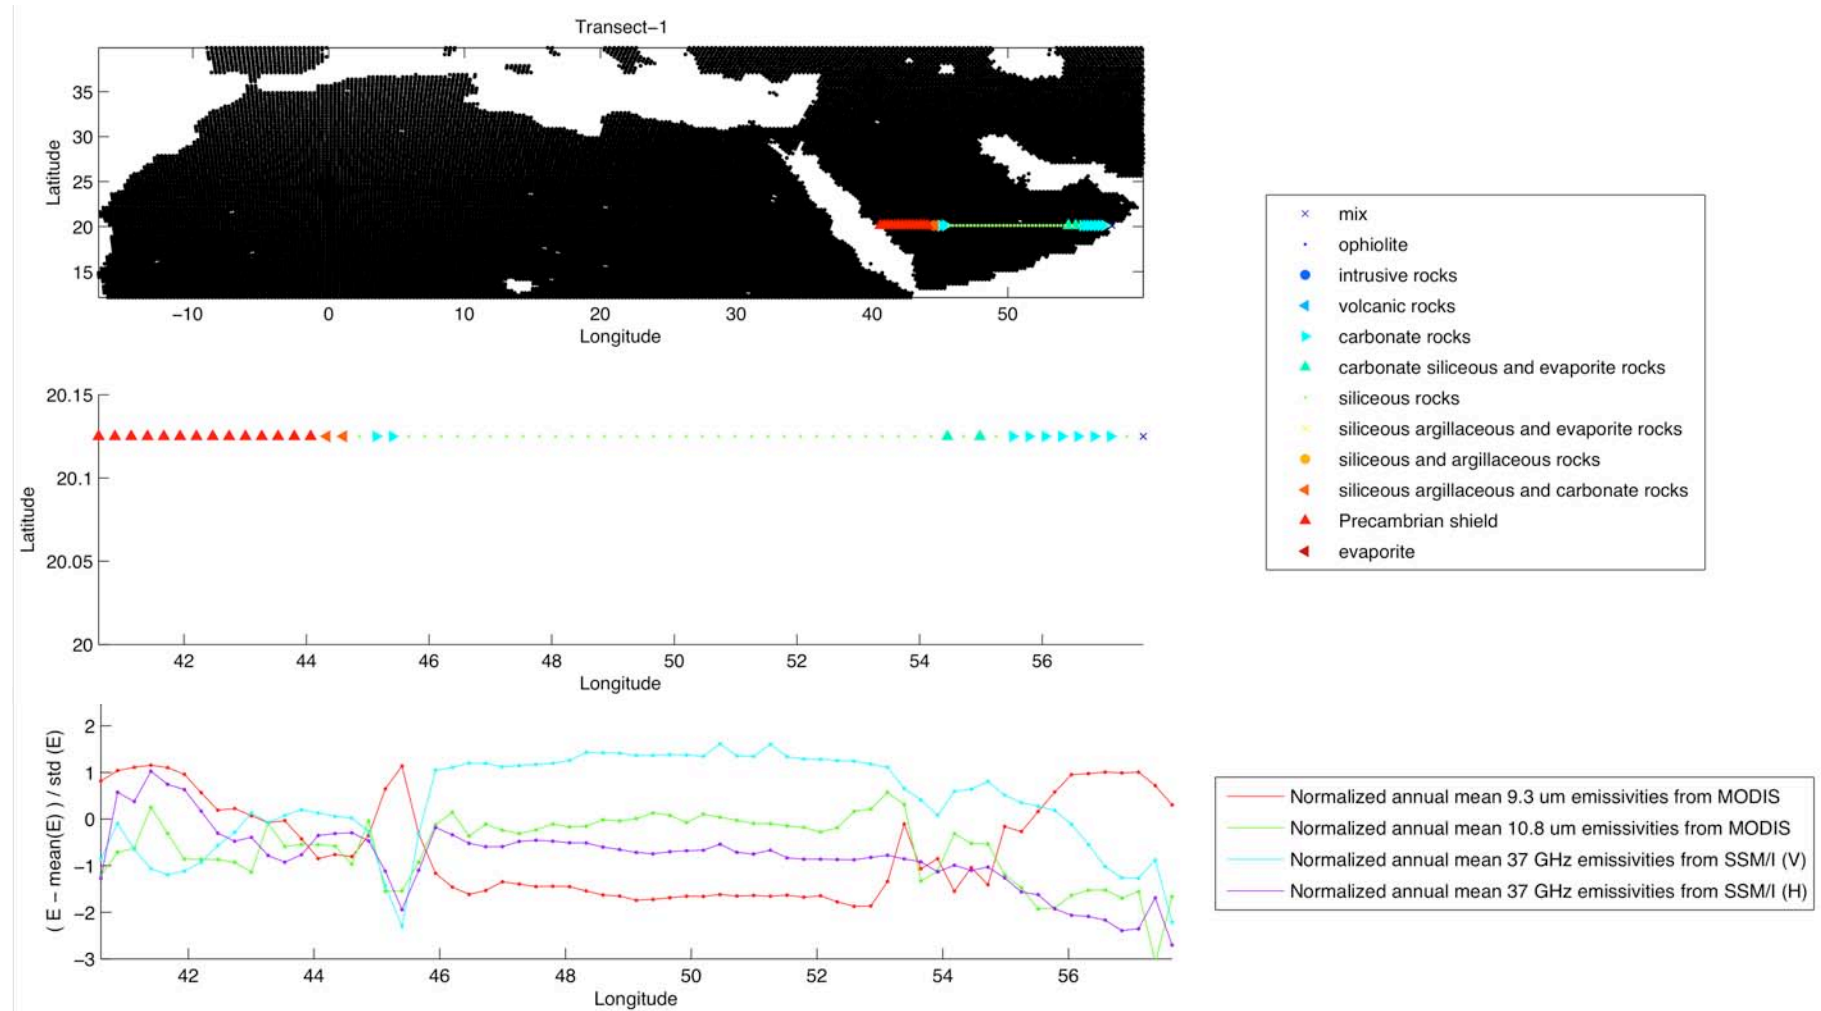 Transect−1
35
30
25
20
15
Latitude
−10
0
10
20
30
40
50
Longitude
mix
ophiolite
intrusive rocks
volcanic rocks
carbonate rocks
carbonate siliceous and evaporite rocks
siliceous rocks
siliceous argillaceous and evaporite rocks
siliceous and argillaceous rocks
siliceous argillaceous and carbonate rocks
Precambrian shield
evaporite
20.15
20.1
20.05
20
Latitude
42
44
46
48
50
52
54
56
Longitude
2
1
0
−1
−2
−3
( E − mean(E) ) / std (E)
42
44
46
48
50
52
54
56
Longitude
Normalized annual mean 9.3 um emissivities from MODIS
Normalized annual mean 10.8 um emissivities from MODIS
Normalized annual mean 37 GHz emissivities from SSM/I (V)
Normalized annual mean 37 GHz emissivities from SSM/I (H)